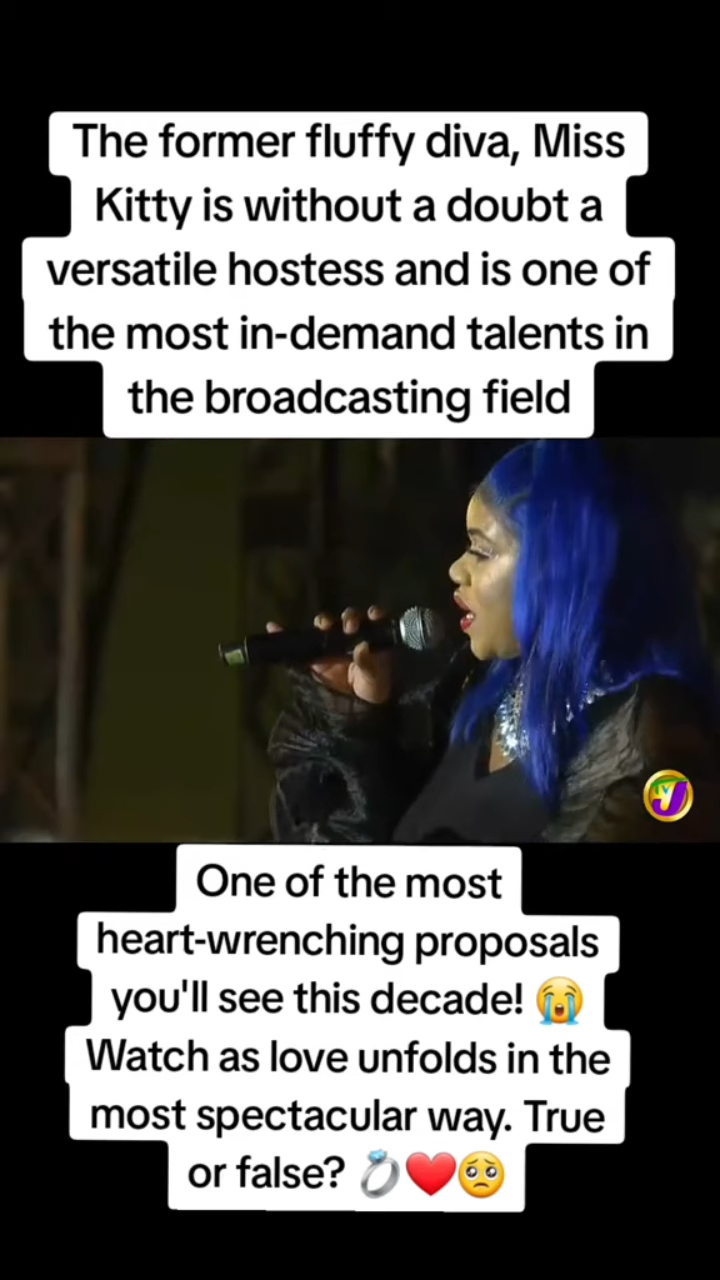 The former fluffy diva, Miss
Kitty is without a doubt a
versatile hostess and is one of
the most in-demand talents in
the broadcasting field
TVJ
One of the most
heart-wrenching proposals
you'll see this decade! 😭
Watch as love unfolds in the
most spectacular way. True
or false? 💍❤️🥺